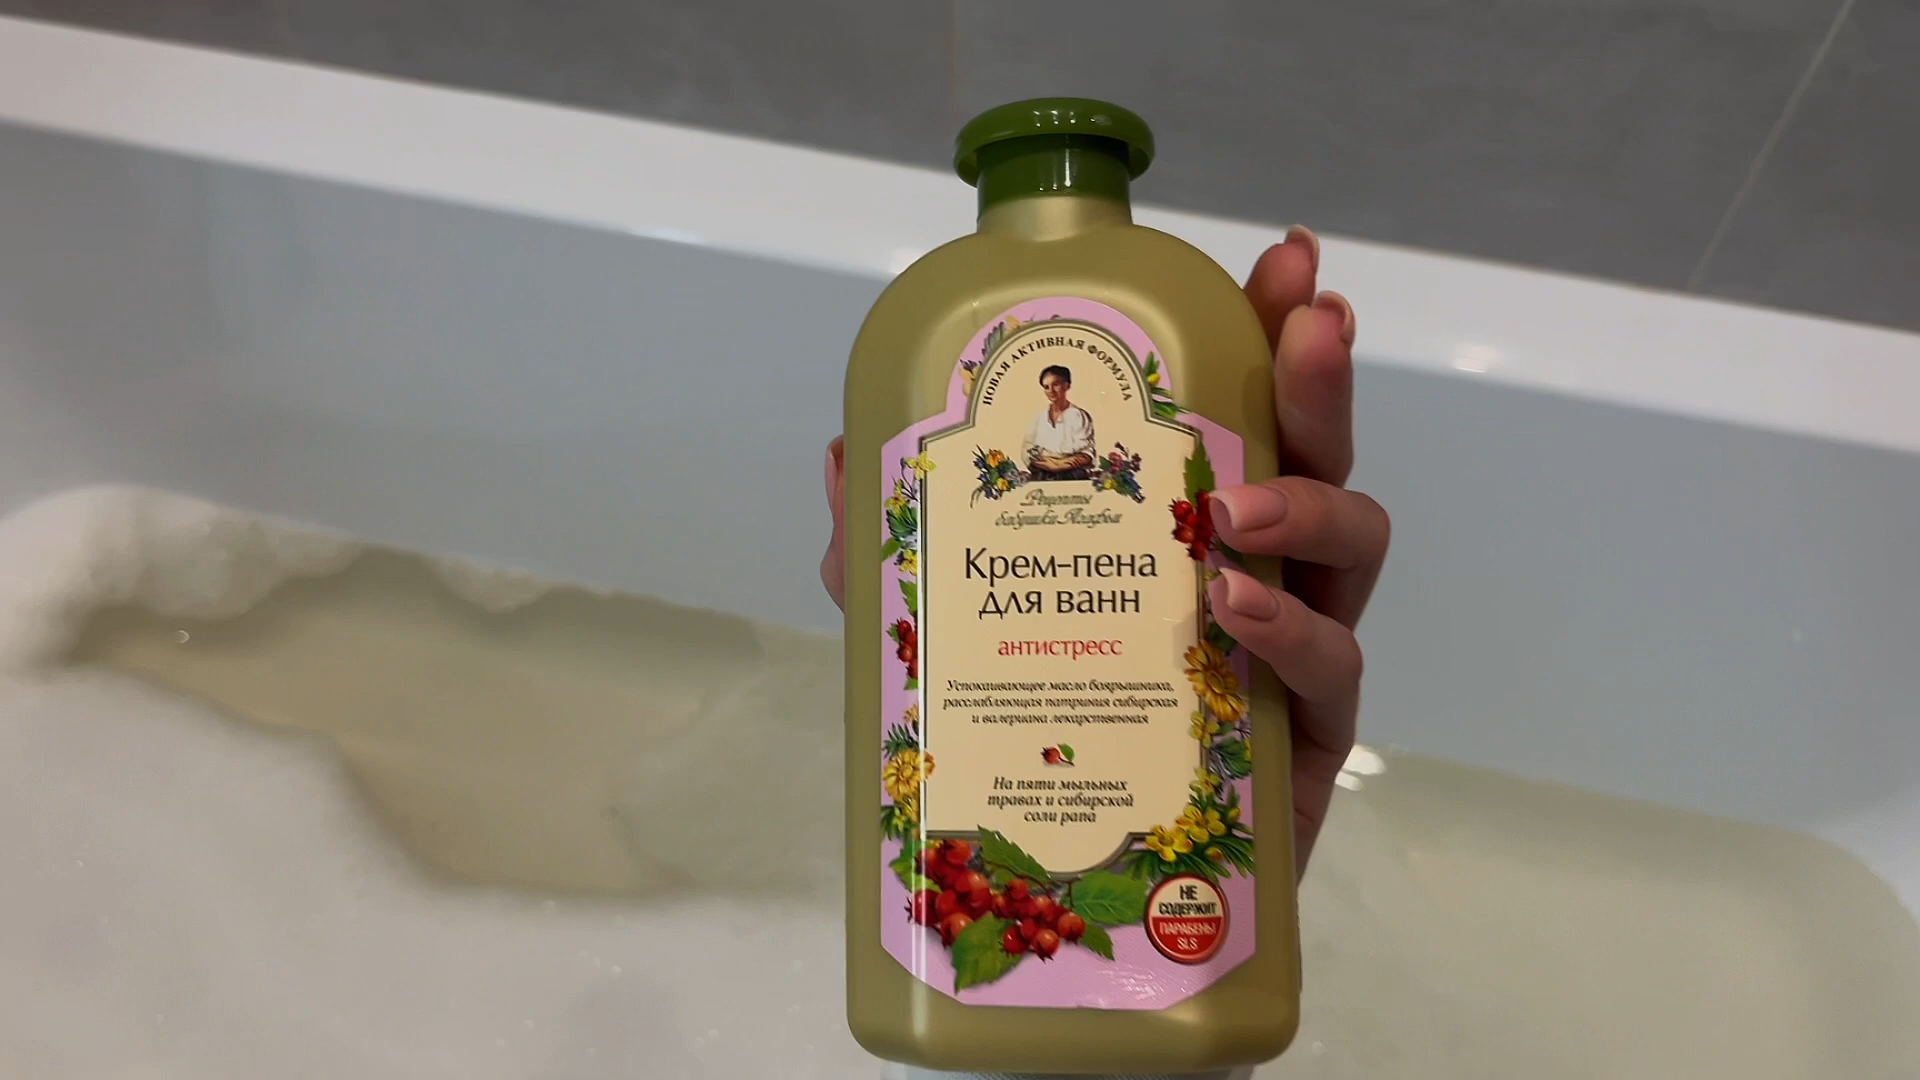 НОВАЯ АКТИВНАЯ ФОРМУЛА
Рецепты
бабушки Агафьи
Крем-пена
для ванн
антистресс
Успокаивающее масло боярышника,
расслабляющая патриния сибирская
и валериана лекарственная
На пяти мыльных
травах и сибирской
соли рапа
НЕ
СОДЕРЖИТ
ПАРАБЕНЫ
SLS